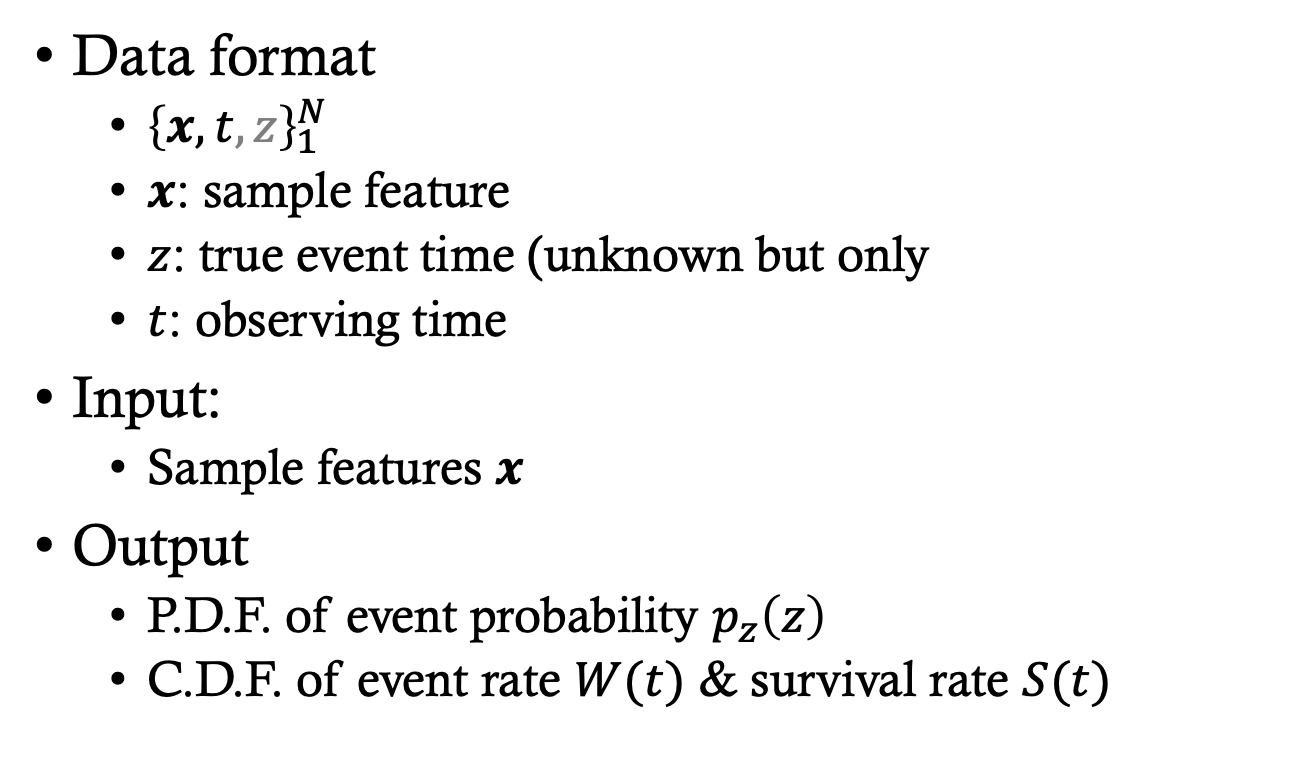 • Data format
• {x, t, z}₁ᴺ
• x: sample feature
• z: true event time (unknown but only
• t: observing time
• Input:
• Sample features x
• Output
• P.D.F. of event probability p_z(z)
• C.D.F. of event rate W(t) & survival rate S(t)